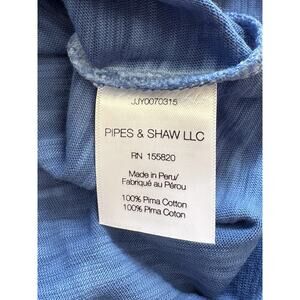 JJY0070315
PIPES & SHAW LLC
RN 155820
Made in Peru/
Fabriqué au Pérou
100% Pima Cotton
100% Pima Coton